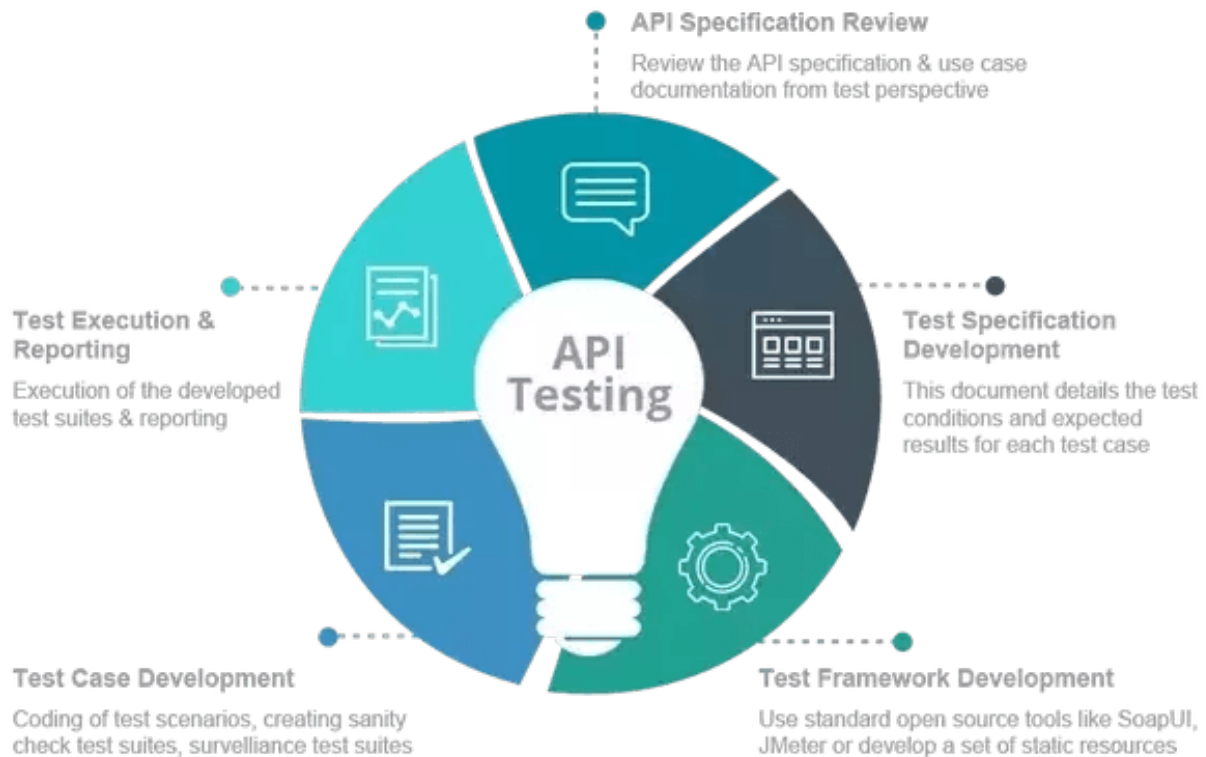 API Specification Review
Review the API specification & use case
documentation from test perspective
API
Testing
Test Specification
Development
This document details the test
conditions and expected
results for each test case
Test Framework Development
Use standard open source tools like SoapUI,
JMeter or develop a set of static resources
Test Case Development
Coding of test scenarios, creating sanity
check test suites, survelliance test suites
Test Execution &
Reporting
Execution of the developed
test suites & reporting